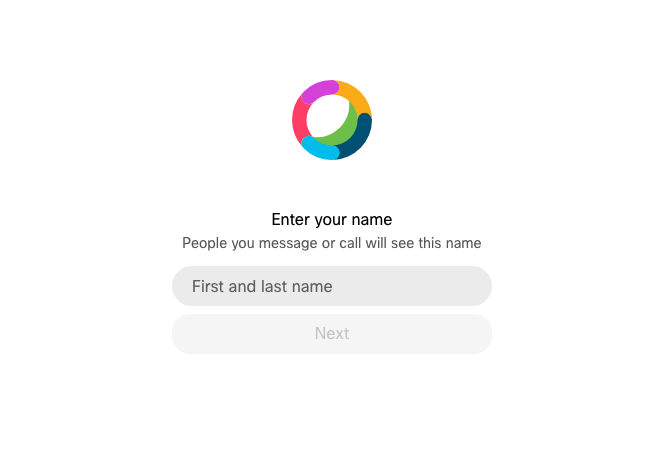 Enter your name
People you message or call will see this name
First and last name
Next